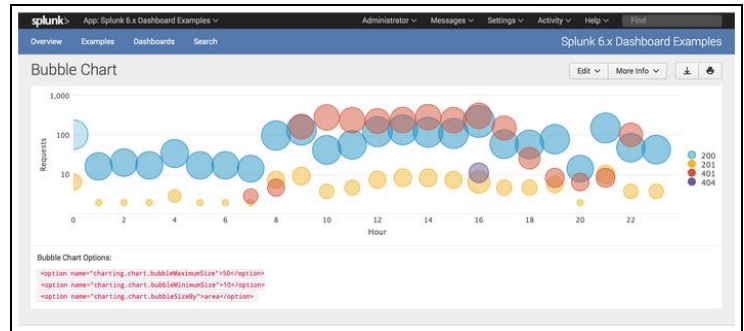 splunk> App: Splunk 6.x Dashboard Examples Administrator Messages Settings Activity Help Find
Overview Examples Dashboards Search Splunk 6.x Dashboard Examples
Bubble Chart Edit More Info
1,000
100
10
Requests
200
201
401
404
0 2 4 6 8 10 12 14 16 18 20 22
Hour
Bubble Chart Options:
<option name="charting.chart.bubbleMaximumSize">50</option>
<option name="charting.chart.bubbleMinimumSize">10</option>
<option name="charting.chart.bubbleSizeBy">area</option>